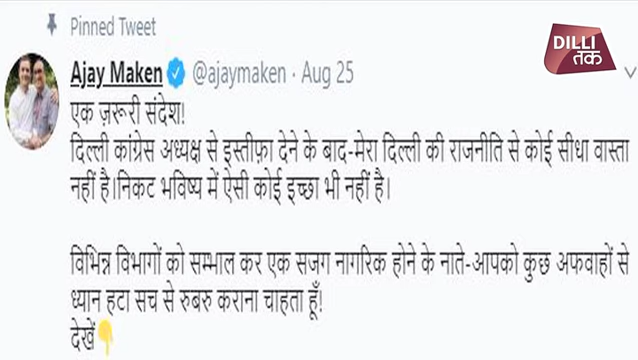 Pinned Tweet
DILLI
तक
Ajay Maken @ajaymaken · Aug 25
एक ज़रूरी संदेश!
दिल्ली कांग्रेस अध्यक्ष से इस्तीफ़ा देने के बाद-मेरा दिल्ली की राजनीति से कोई सीधा वास्ता
नहीं है।निकट भविष्य में ऐसी कोई इच्छा भी नहीं है।
विभिन्न विभागों को सम्भाल कर एक सजग नागरिक होने के नाते-आपको कुछ अफवाहों से
ध्यान हटा सच से रुबरु कराना चाहता हूँ!
देखें👇